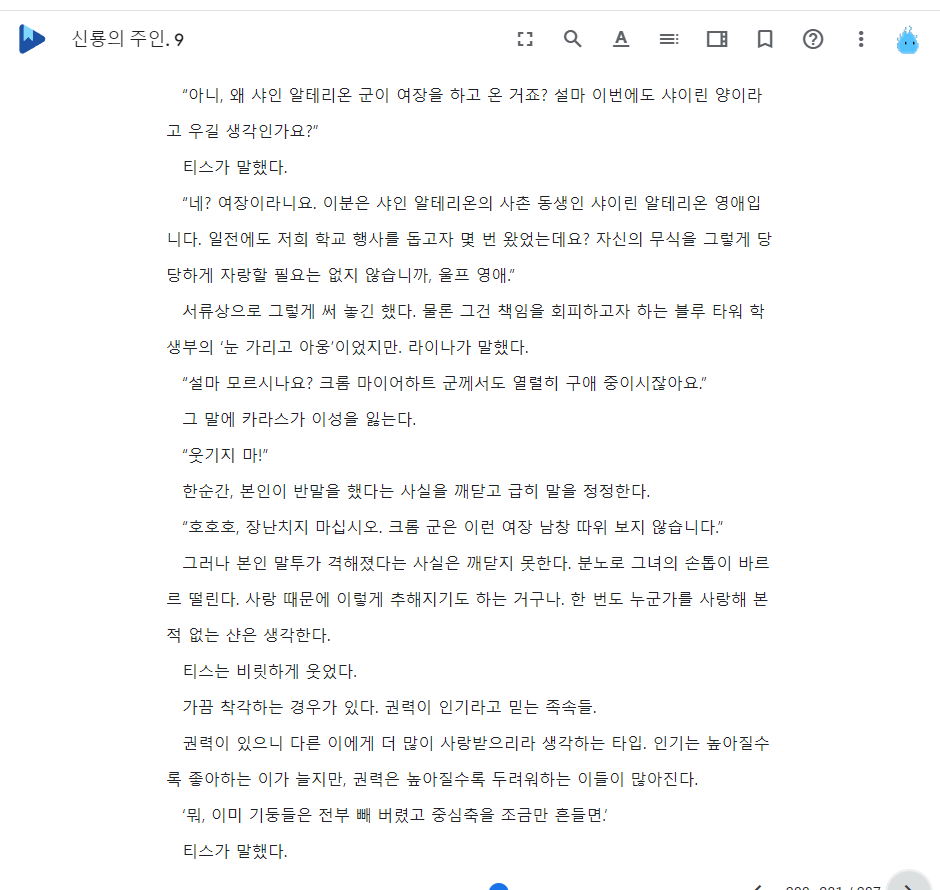 신룡의 주인. 9
"아니, 왜 샤인 알테리온 군이 여장을 하고 온 거죠? 설마 이번에도 샤이린 양이라
고 우길 생각인가요?"
티스가 말했다.
"네? 여장이라니요. 이분은 샤인 알테리온의 사촌 동생인 샤이린 알테리온 영애입
니다. 일전에도 저희 학교 행사를 돕고자 몇 번 왔었는데요? 자신의 무식을 그렇게 당
당하게 자랑할 필요는 없지 않습니까, 울프 영애."
서류상으로 그렇게 써 놓긴 했다. 물론 그건 책임을 회피하고자 하는 블루 타워 학
생부의 '눈 가리고 아웅'이었지만. 라이나가 말했다.
"설마 모르시나요? 크롬 마이어하트 군께서도 열렬히 구애 중이시잖아요."
그 말에 카라스가 이성을 잃는다.
"웃기지 마!"
한순간, 본인이 반말을 했다는 사실을 깨닫고 급히 말을 정정한다.
"호호호, 장난치지 마십시오. 크롬 군은 이런 여장 남창 따위 보지 않습니다."
그러나 본인 말투가 격해졌다는 사실은 깨닫지 못한다. 분노로 그녀의 손톱이 바르
르 떨린다. 사랑 때문에 이렇게 추해지기도 하는 거구나. 한 번도 누군가를 사랑해 본
적 없는 샨은 생각한다.
티스는 비릿하게 웃었다.
가끔 착각하는 경우가 있다. 권력이 인기라고 믿는 족속들.
권력이 있으니 다른 이에게 더 많이 사랑받으리라 생각하는 타입. 인기는 높아질수
록 좋아하는 이가 늘지만, 권력은 높아질수록 두려워하는 이들이 많아진다.
'뭐, 이미 기둥들은 전부 빼 버렸고 중심축을 조금만 흔들면.'
티스가 말했다.